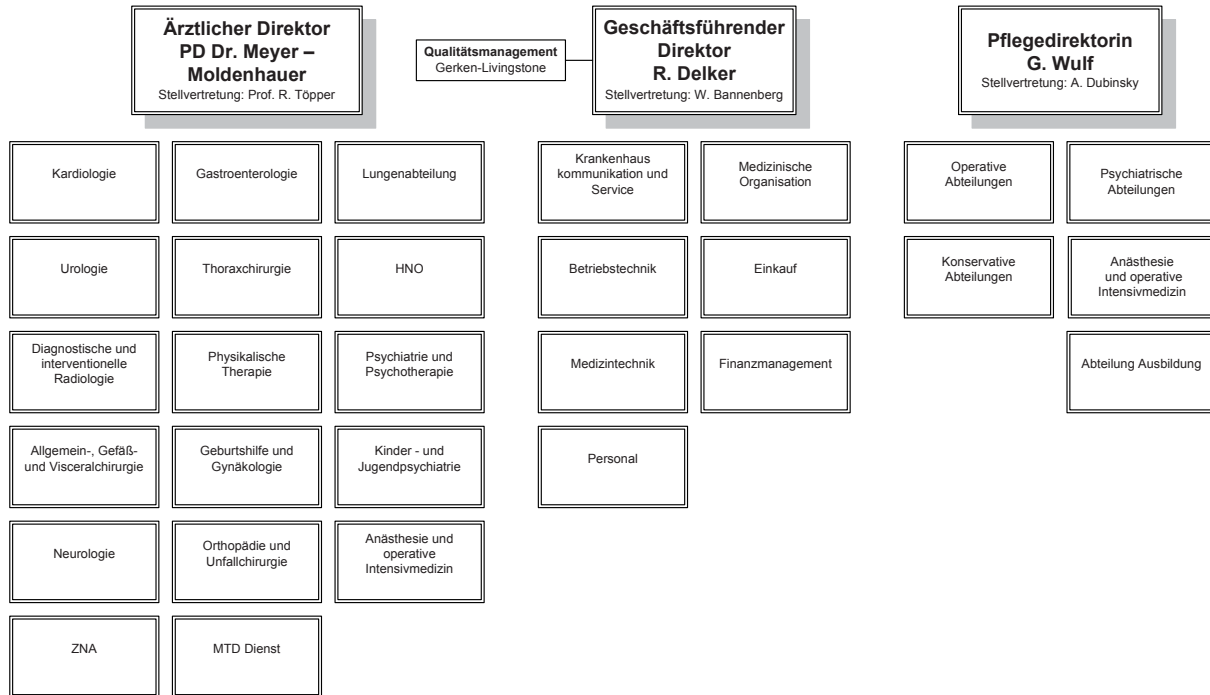 Ärztlicher Direktor
PD Dr. Meyer –
Moldenhauer
Stellvertretung: Prof. R. Töpper
Qualitätsmanagement
Gerken-Livingstone
Geschäftsführender
Direktor
R. Delker
Stellvertretung: W. Bannenberg
Pflegedirektorin
G. Wulf
Stellvertretung: A. Dubinsky
Kardiologie
Gastroenterologie
Lungenabteilung
Urologie
Thoraxchirurgie
HNO
Diagnostische und
interventionelle
Radiologie
Physikalische
Therapie
Psychiatrie und
Psychotherapie
Allgemein-, Gefäß-
und Visceralchirurgie
Geburtshilfe und
Gynäkologie
Kinder - und
Jugendpsychiatrie
Neurologie
Orthopädie und
Unfallchirurgie
Anästhesie und
operative
Intensivmedizin
ZNA
MTD Dienst
Krankenhaus
kommunikation und
Service
Medizinische
Organisation
Betriebstechnik
Einkauf
Medizintechnik
Finanzmanagement
Personal
Operative
Abteilungen
Psychiatrische
Abteilungen
Konservative
Abteilungen
Anästhesie
und operative
Intensivmedizin
Abteilung Ausbildung